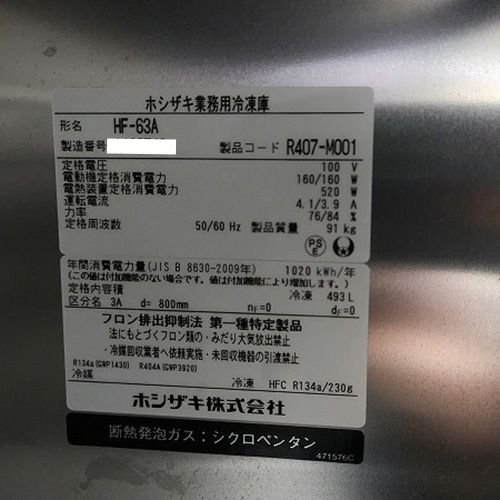 ホシザキ業務用冷凍庫
形名 HF-63A
製造番号 製品コード R407-M001
定格電圧 100 V
電動機定格消費電力 160/160 W
電熱装置定格消費電力 520 W
運転電流 4.1/3.9 A
力率 76/84 %
定格周波数 50/60 Hz 製品質量 91 kg
PS
E
年間消費電力量(JIS B 8630-2009年) 1020 kWh/年
(この値は付加機能のない場合です。値は付加機能により増加します。)
定格内容積 冷凍 493 L
区分名 3A d= 800mm nF=0 dF=0
フロン排出抑制法 第一種特定製品
法にもとづくフロン類の・みだり大気放出禁止
・冷媒回収業者へ依頼実施・未回収機器の引渡禁止
R134a(GWP1430) R404A(GWP3920)
冷媒 冷凍 HFC R134a/230g
ホシザキ株式会社
断熱発泡ガス:シクロペンタン
471576C